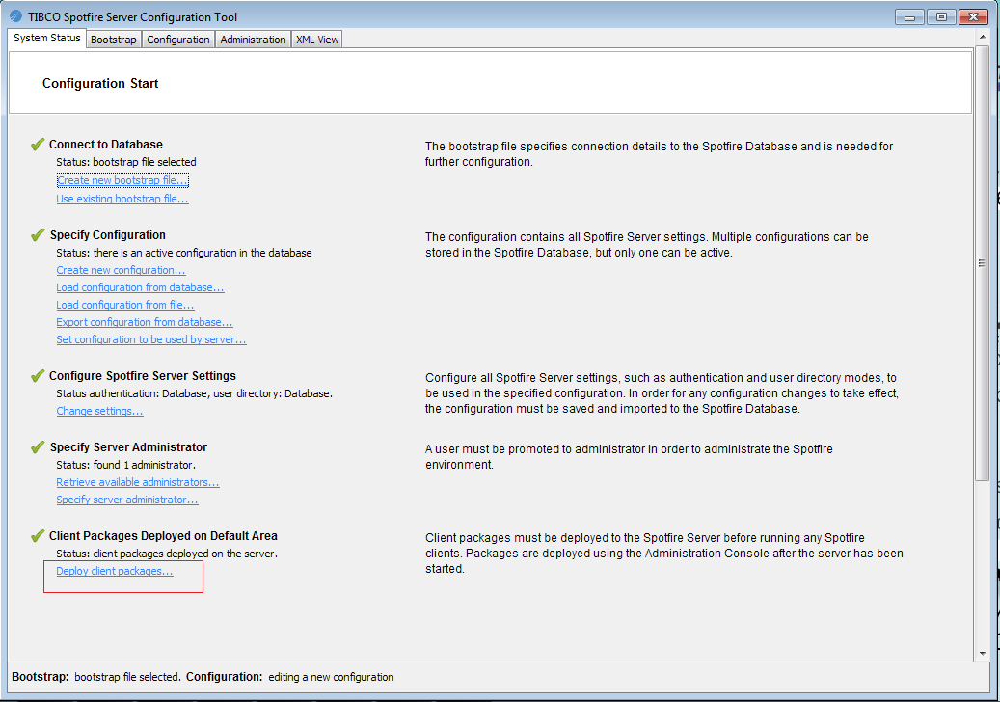 TIBCO Spotfire Server Configuration Tool
System Status Bootstrap Configuration Administration XML View
Configuration Start
Connect to Database
Status: bootstrap file selected
Create new bootstrap file...
Use existing bootstrap file...
The bootstrap file specifies connection details to the Spotfire Database and is needed for
further configuration.
Specify Configuration
Status: there is an active configuration in the database
Create new configuration...
Load configuration from database...
Load configuration from file...
Export configuration from database...
Set configuration to be used by server...
The configuration contains all Spotfire Server settings. Multiple configurations can be
stored in the Spotfire Database, but only one can be active.
Configure Spotfire Server Settings
Status authentication: Database, user directory: Database.
Change settings...
Configure all Spotfire Server settings, such as authentication and user directory modes, to
be used in the specified configuration. In order for any configuration changes to take effect,
the configuration must be saved and imported to the Spotfire Database.
Specify Server Administrator
Status: found 1 administrator.
Retrieve available administrators...
Specify server administrator...
A user must be promoted to administrator in order to administrate the Spotfire
environment.
Client Packages Deployed on Default Area
Status: client packages deployed on the server.
Deploy client packages...
Client packages must be deployed to the Spotfire Server before running any Spotfire
clients. Packages are deployed using the Administration Console after the server has been
started.
Bootstrap: bootstrap file selected. Configuration: editing a new configuration